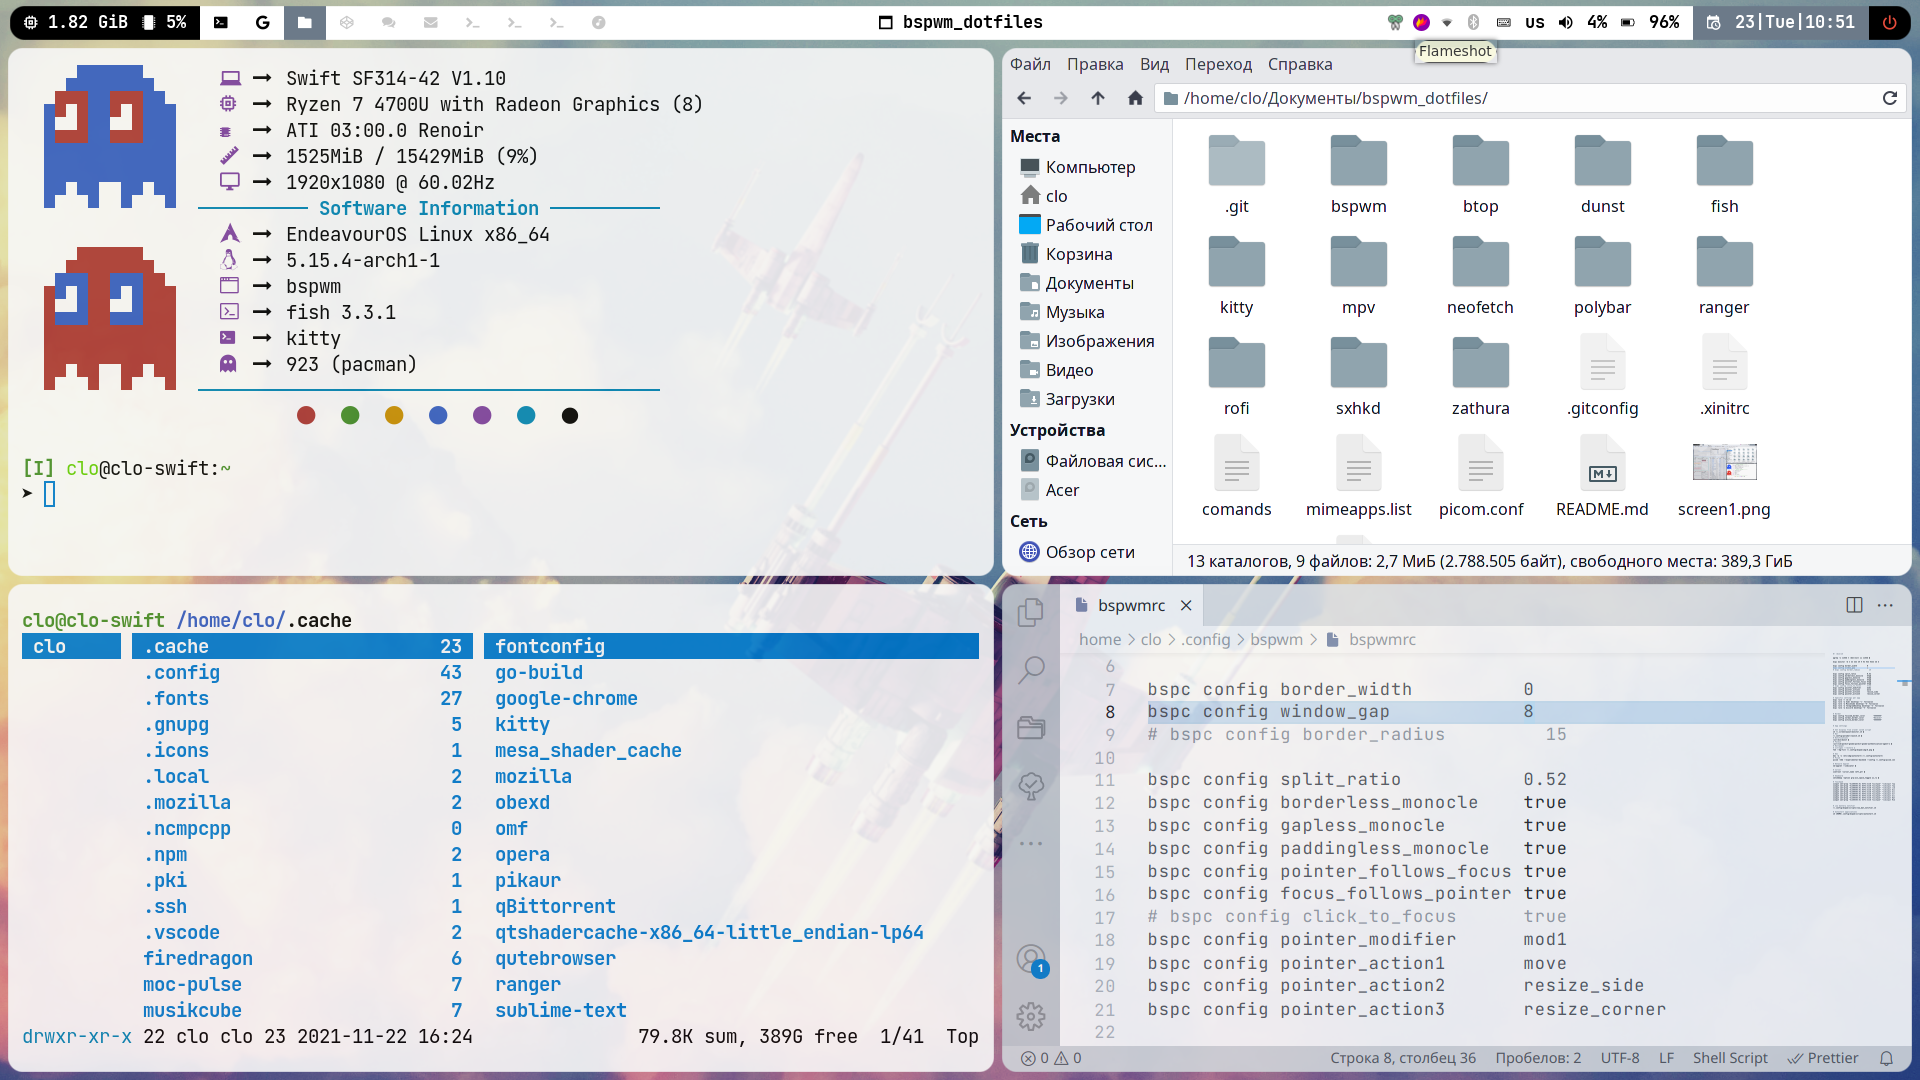 1.82 GiB 5% G bspwm_dotfiles US 4% 96% 23|Tue|10:51
Flameshot
Swift SF314-42 V1.10
Ryzen 7 4700U with Radeon Graphics (8)
ATI 03:00.0 Renoir
1525MiB / 15429MiB (9%)
1920x1080 @ 60.02Hz
Software Information
EndeavourOS Linux x86_64
5.15.4-arch1-1
bspwm
fish 3.3.1
kitty
923 (pacman)
[I] clo@clo-swift:~
➤
Файл Правка Вид Переход Справка
/home/clo/Документы/bspwm_dotfiles/
Места
Компьютер
clo
Рабочий стол
Корзина
Документы
Музыка
Изображения
Видео
Загрузки
Устройства
Файловая сис...
Acer
Сеть
Обзор сети
.git bspwm btop dunst fish
kitty mpv neofetch polybar ranger
rofi sxhkd zathura .gitconfig .xinitrc
comands mimeapps.list picom.conf README.md screen1.png
13 каталогов, 9 файлов: 2,7 МиБ (2.788.505 байт), свободного места: 389,3 ГиБ
clo@clo-swift /home/clo/.cache
clo .cache 23 fontconfig
.config 43 go-build
.fonts 27 google-chrome
.gnupg 5 kitty
.icons 1 mesa_shader_cache
.local 2 mozilla
.mozilla 2 obexd
.ncmpcpp 0 omf
.npm 2 opera
.pki 1 pikaur
.ssh 1 qBittorrent
.vscode 2 qtshadercache-x86_64-little_endian-lp64
firedragon 6 qutebrowser
moc-pulse 7 ranger
musikcube 7 sublime-text
drwxr-xr-x 22 clo clo 23 2021-11-22 16:24 79.8K sum, 389G free 1/41 Top
bspwmrc
home > clo > .config > bspwm > bspwmrc
6
7 bspc config border_width 0
8 bspc config window_gap 8
9 # bspc config border_radius 15
10
11 bspc config split_ratio 0.52
12 bspc config borderless_monocle true
13 bspc config gapless_monocle true
14 bspc config paddingless_monocle true
15 bspc config pointer_follows_focus true
16 bspc config focus_follows_pointer true
17 # bspc config click_to_focus true
18 bspc config pointer_modifier mod1
19 bspc config pointer_action1 move
20 bspc config pointer_action2 resize_side
21 bspc config pointer_action3 resize_corner
22
1
0 0 Строка 8, столбец 36 Пробелов: 2 UTF-8 LF Shell Script Prettier